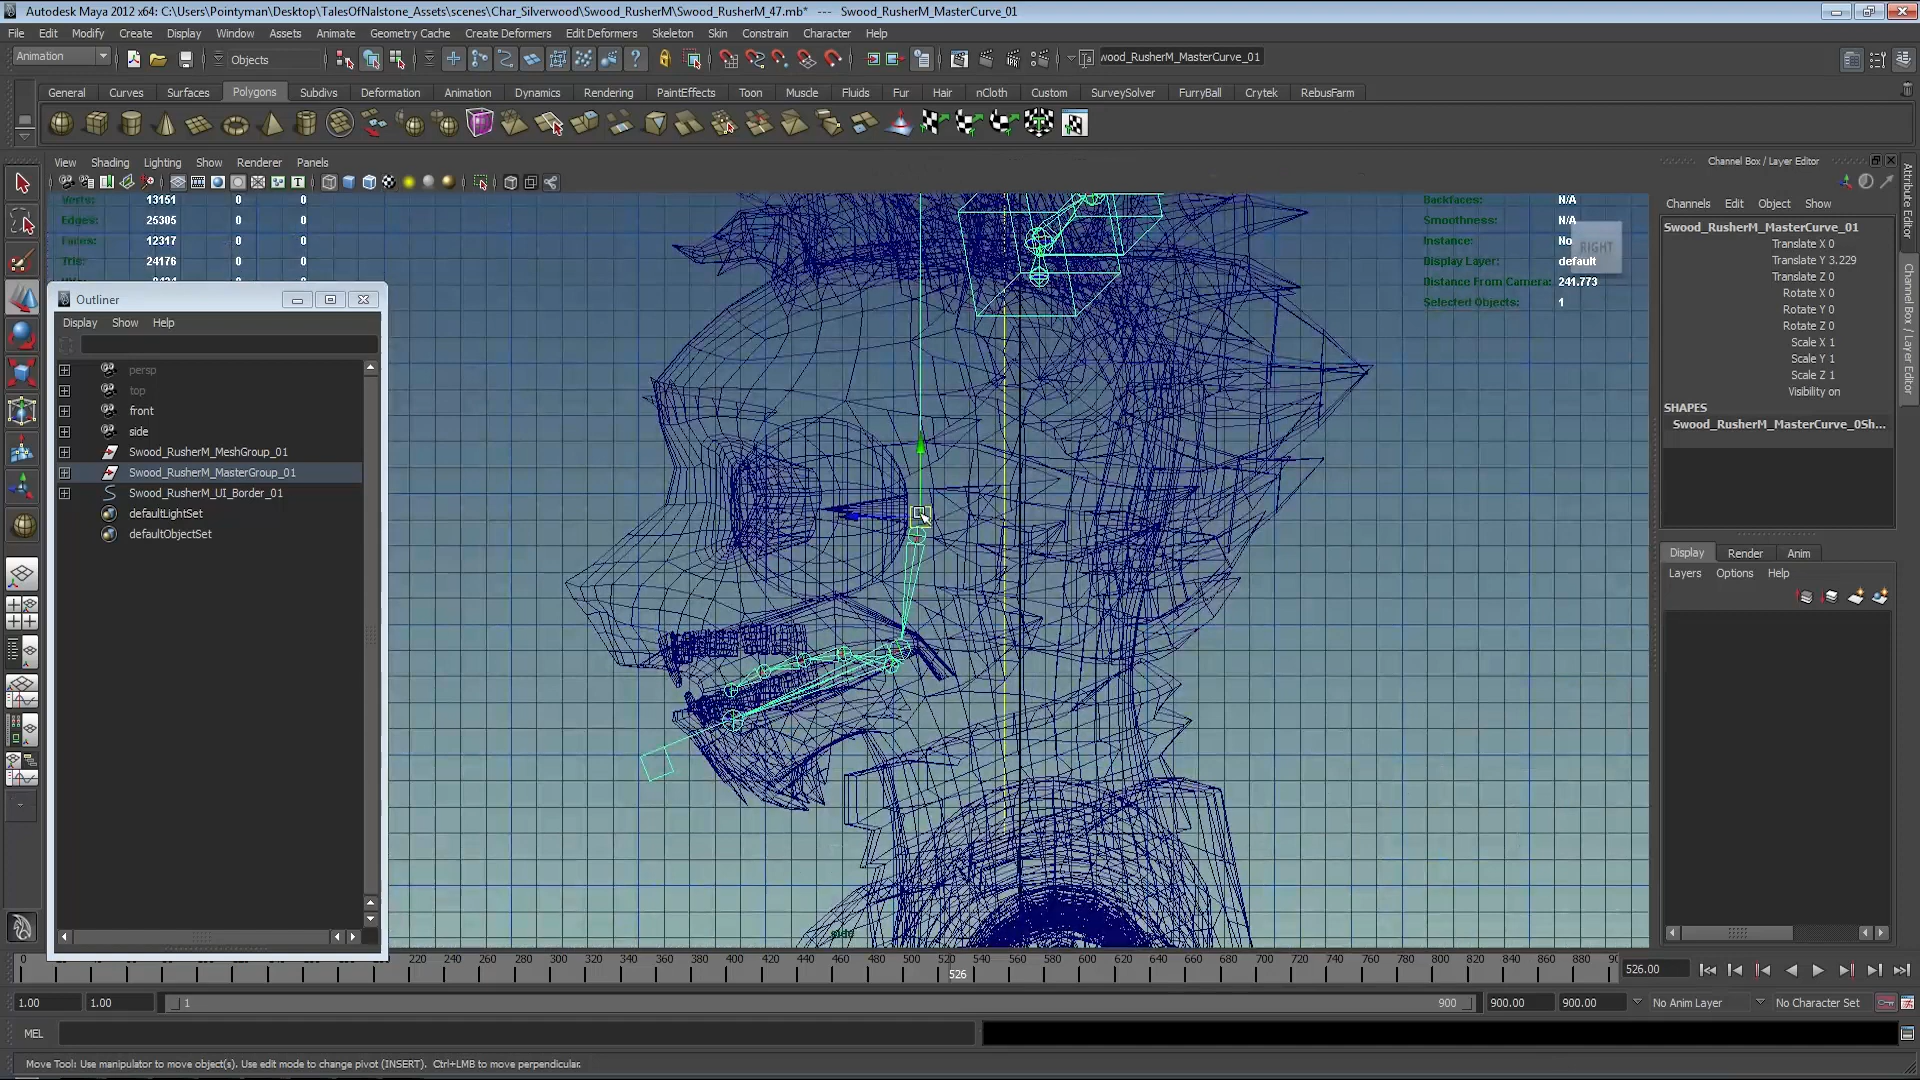 Autodesk Maya 2012 x64: C:\Users\Pointyman\Desktop\TalesOfNalstone_Assets\scenes\Char_Silverwood\Swood_RusherM\Swood_RusherM_47.mb* --- Swood_RusherM_MasterCurve_01
File Edit Modify Create Display Window Assets Animate Geometry Cache Create Deformers Edit Deformers Skeleton Skin Constrain Character Help
Animation Objects wood_RusherM_MasterCurve_01
General Curves Surfaces Polygons Subdivs Deformation Animation Dynamics Rendering PaintEffects Toon Muscle Fluids Fur Hair nCloth Custom SurveySolver FurryBall Crytek RebusFarm
View Shading Lighting Show Renderer Panels
Verts: 13151 0 0
Edges: 25305 0 0
Faces: 12317 0 0
Tris: 24176 0 0
Backfaces: N/A
Smoothness: N/A
Instance: No
Display Layer: default
Distance From Camera: 241.773
Selected Objects: 1
RIGHT
side
Outliner
Display Show Help
persp
top
front
side
Swood_RusherM_MeshGroup_01
Swood_RusherM_MasterGroup_01
Swood_RusherM_UI_Border_01
defaultLightSet
defaultObjectSet
Channel Box / Layer Editor
Channels Edit Object Show
Swood_RusherM_MasterCurve_01
Translate X 0
Translate Y 3.229
Translate Z 0
Rotate X 0
Rotate Y 0
Rotate Z 0
Scale X 1
Scale Y 1
Scale Z 1
Visibility on
SHAPES
Swood_RusherM_MasterCurve_0Sh...
Display Render Anim
Layers Options Help
Attribute Editor
Channel Box / Layer Editor
0 220 240 260 280 300 320 340 360 380 400 420 440 460 480 500 520 540 560 580 600 620 640 660 680 700 720 740 760 780 800 820 840 860 880 90
526
526.00
1.00 1.00 1 900 900.00 900.00 No Anim Layer No Character Set
MEL
Move Tool: Use manipulator to move object(s). Use edit mode to change pivot (INSERT). Ctrl+LMB to move perpendicular.